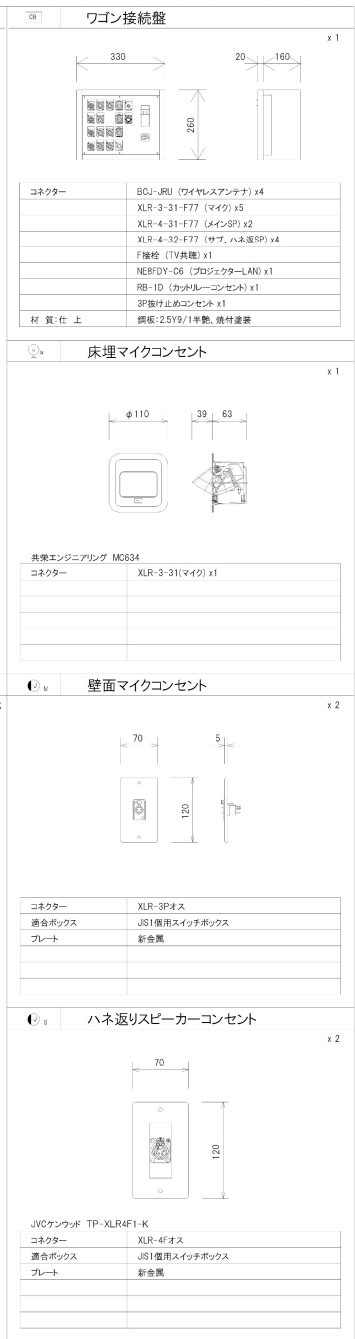 CB ワゴン接続盤
x 1
330 20 160
260
コネクター BCJ-JRU (ワイヤレスアンテナ) x4
XLR-3-31-F77 (マイク) x5
XLR-4-31-F77 (メインSP) x2
XLR-4-32-F77 (サブ、ハネ返SP) x4
F接栓 (TV共聴) x1
NE8FDY-C6 (プロジェクターLAN) x1
RB-1D (カットリレーコンセント) x1
3P抜け止めコンセント x1
材 質:仕 上 鋼板:2.5Y9/1半艶、焼付塗装
床埋マイクコンセント
x 1
φ110 39 63
共栄エンジニアリング MC634
コネクター XLR-3-31(マイク) x1
M 壁面マイクコンセント
x 2
70 5
120
コネクター XLR-3Pオス
適合ボックス JIS1個用スイッチボックス
プレート 新金属
S ハネ返りスピーカーコンセント
x 2
70
120
JVCケンウッド TP-XLR4F1-K
コネクター XLR-4Fオス
適合ボックス JIS1個用スイッチボックス
プレート 新金属